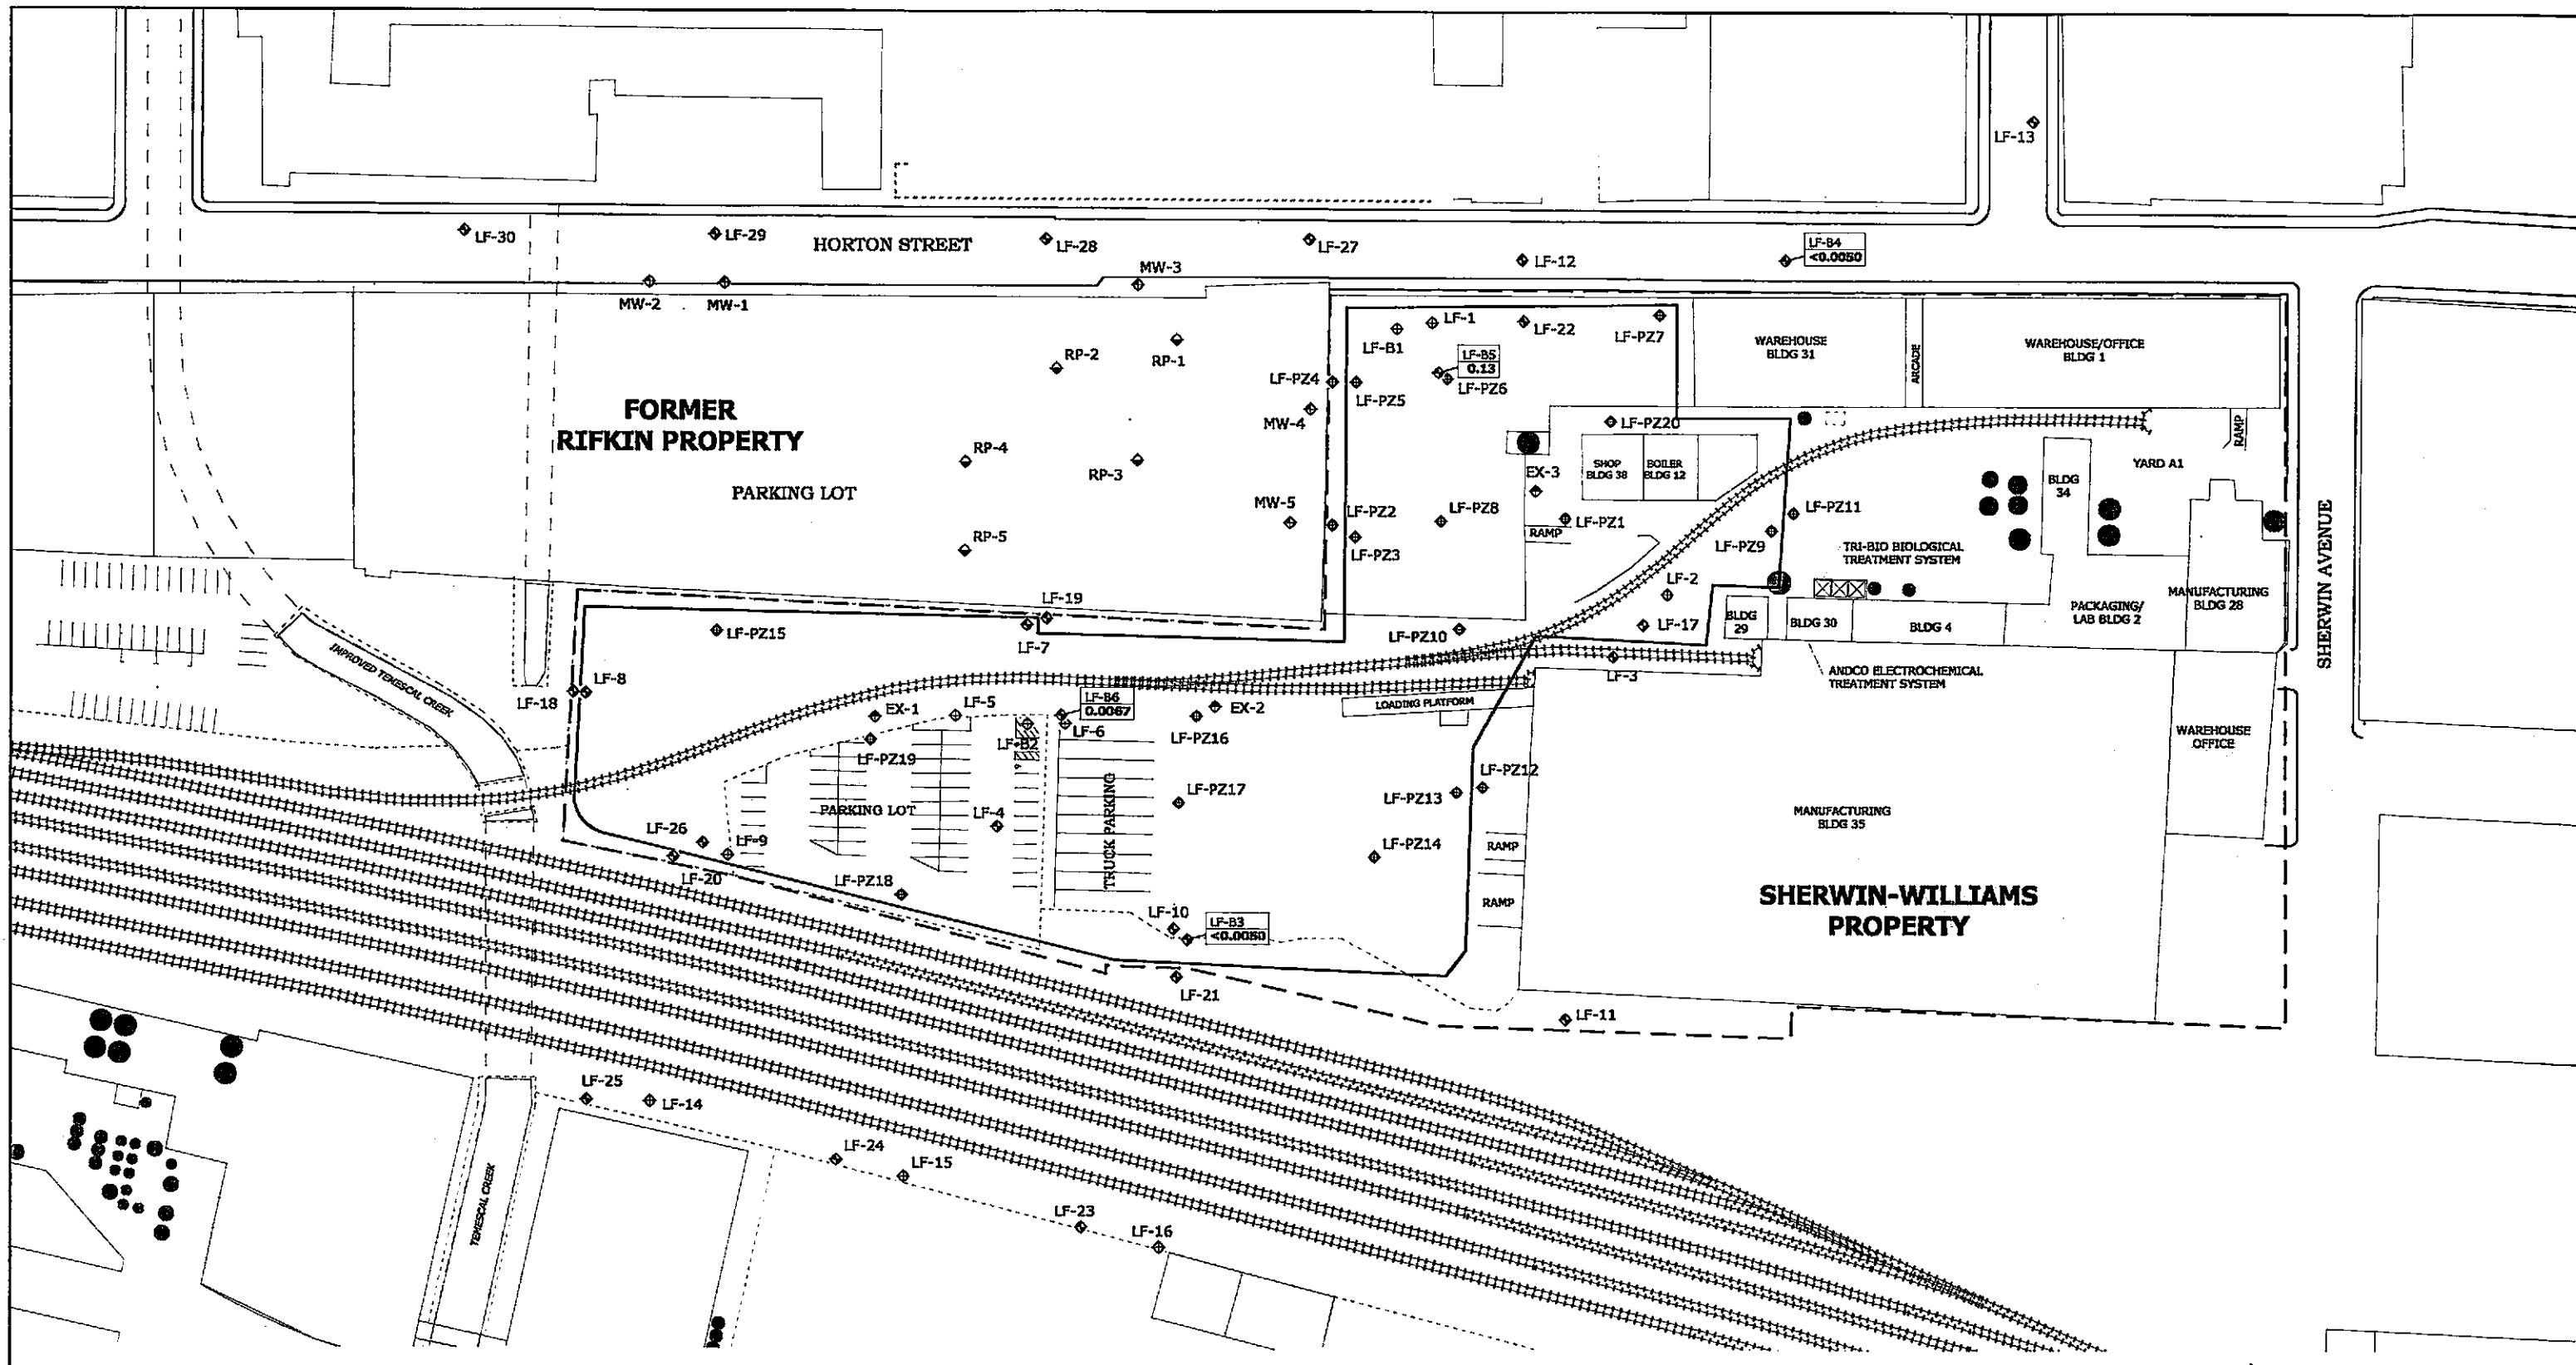 LF-13
LF-30
LF-29
HORTON STREET
LF-28
LF-27
LF-12
LF-B4
<0.0050
MW-2
MW-1
MW-3
LF-B1
LF-1
LF-22
LF-PZ7
WAREHOUSE
BLDG 31
ARCADE
WAREHOUSE/OFFICE
BLDG 1
RP-2
RP-1
LF-B5
0.13
LF-PZ4
LF-PZ5
LF-PZ6
FORMER
RIFKIN PROPERTY
MW-4
LF-PZ20
RAMP
RP-4
RP-3
EX-3
SHOP
BLDG 38
BOILER
BLDG 12
BLDG
34
YARD A1
PARKING LOT
MW-5
LF-PZ2
LF-PZ8
LF-PZ1
LF-PZ11
RP-5
LF-PZ3
RAMP
LF-PZ9
TRI-BIO BIOLOGICAL
TREATMENT SYSTEM
SHERWIN AVENUE
LF-2
MANUFACTURING
BLDG 28
LF-19
LF-PZ15
LF-7
LF-PZ10
LF-17
BLDG
29
BLDG 30
BLDG 4
PACKAGING/
LAB BLDG 2
IMPROVED TEMESCAL CREEK
LF-18
LF-8
LF-3
ANDCO ELECTROCHEMICAL
TREATMENT SYSTEM
EX-1
LF-5
LF-B6
0.0067
EX-2
LOADING PLATFORM
LF-B2
LF-6
LF-PZ16
LF-PZ19
WAREHOUSE
OFFICE
LF-PZ17
LF-PZ13
LF-PZ12
PARKING LOT
TRUCK PARKING
MANUFACTURING
BLDG 35
LF-26
LF-9
LF-4
RAMP
LF-20
LF-PZ18
LF-PZ14
RAMP
SHERWIN-WILLIAMS
PROPERTY
LF-10
LF-B3
<0.0050
LF-21
LF-11
LF-25
LF-14
LF-24
LF-15
TEMESCAL CREEK
LF-23
LF-16